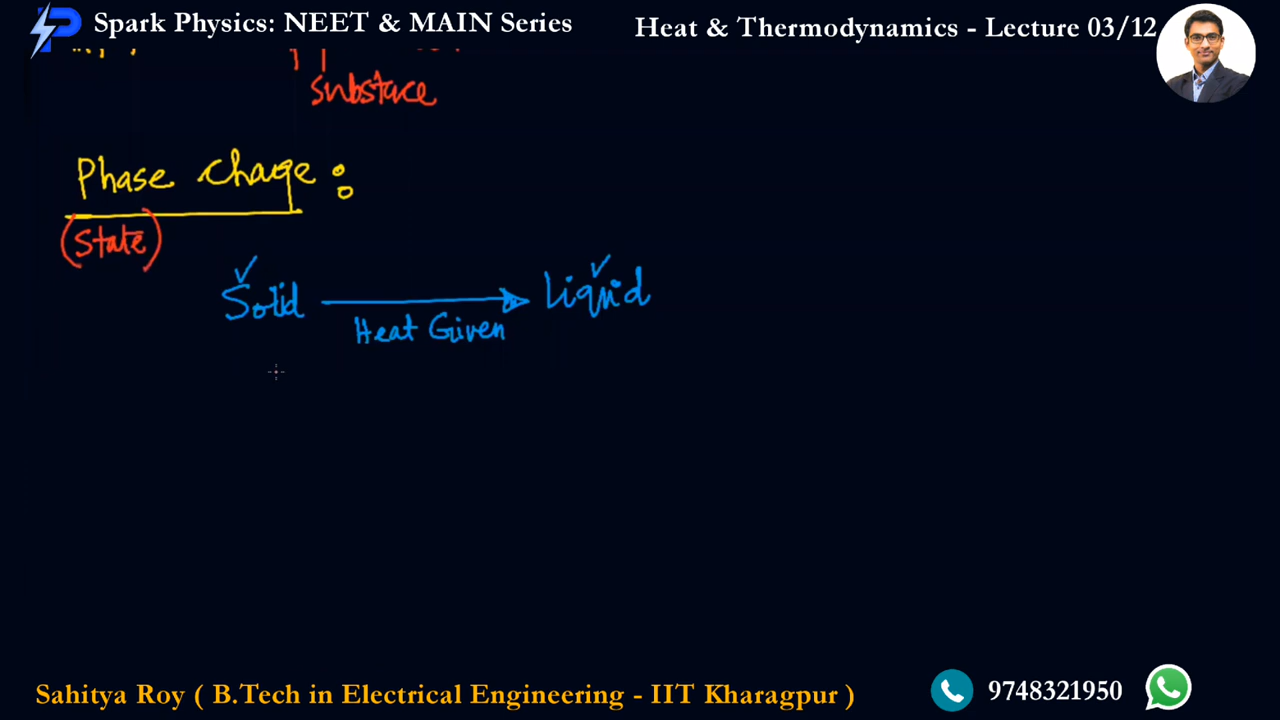 Spark Physics: NEET & MAIN Series
Heat & Thermodynamics - Lecture 03/12
substace
Phase Chage :
(State)
Solid
Liquid
Heat Given
Sahitya Roy ( B.Tech in Electrical Engineering - IIT Kharagpur )
9748321950